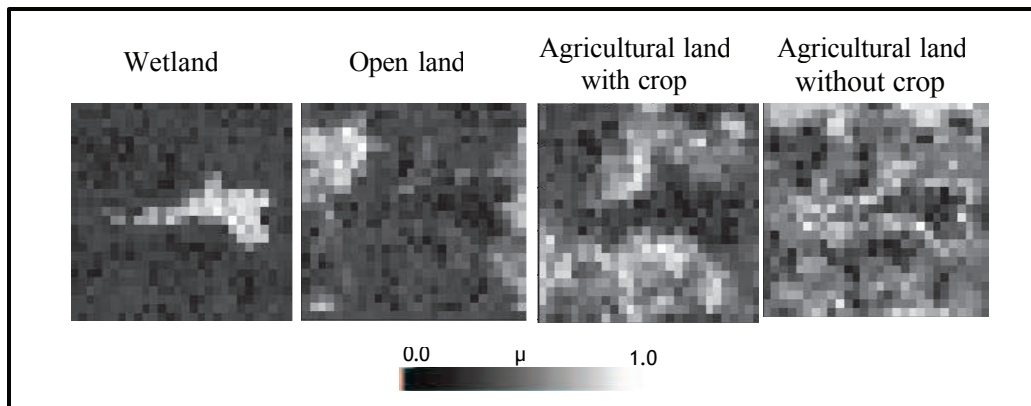 Wetland
Open land
Agricultural land
with crop
Agricultural land
without crop
0.0 μ 1.0